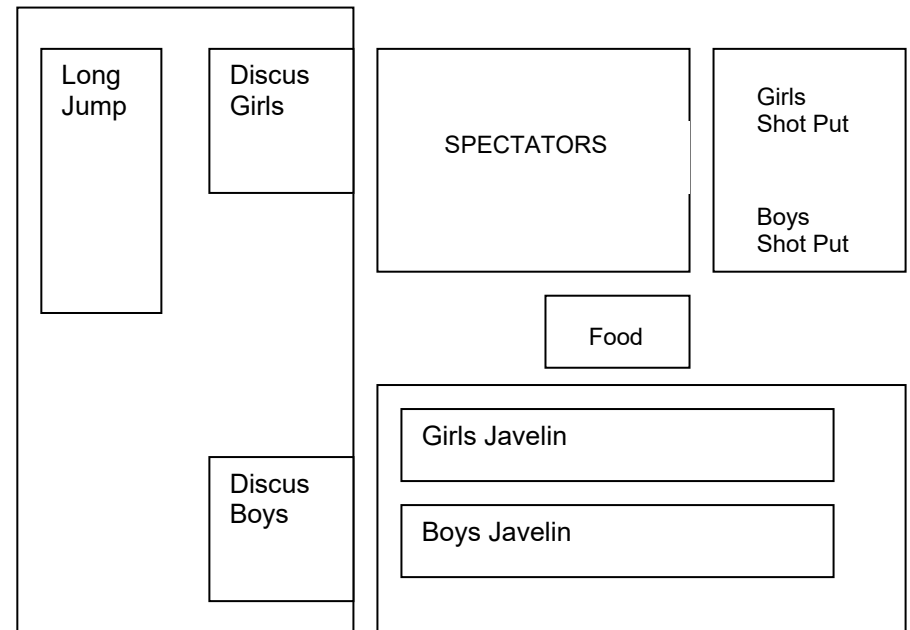 Long
Jump
Discus
Girls
SPECTATORS
Girls
Shot Put
Boys
Shot Put
Food
Girls Javelin
Discus
Boys
Boys Javelin